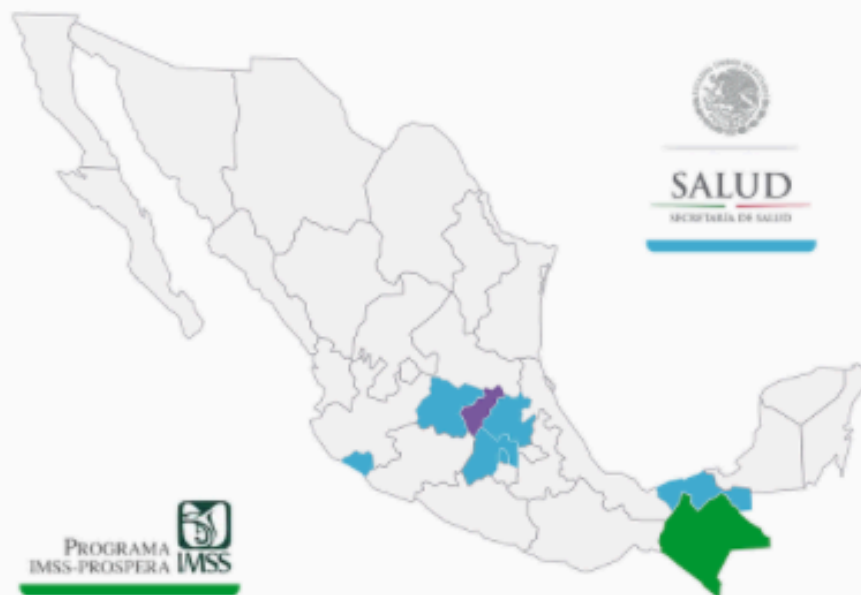 SALUD
SECRETARÍA DE SALUD
PROGRAMA
IMSS-PROSPERA
IMSS